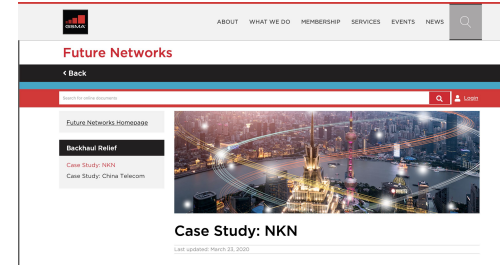 GSMA
ABOUT WHAT WE DO MEMBERSHIP SERVICES EVENTS NEWS
Future Networks
< Back
Search for online documents
Login
Future Networks Homepage
Backhaul Relief
Case Study: NKN
Case Study: China Telecom
Case Study: NKN
Last updated: March 23, 2020